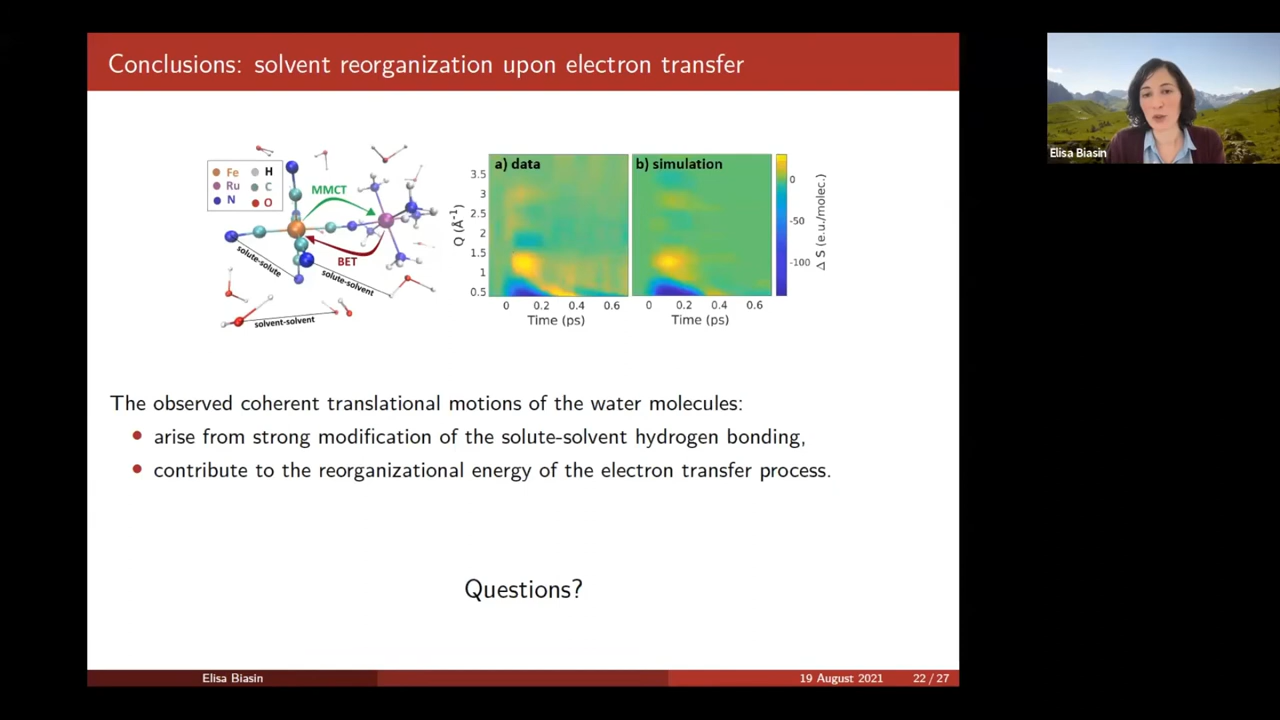 Conclusions: solvent reorganization upon electron transfer
Elisa Biasin
Fe H
Ru C
N O
MMCT
BET
solute-solute
solute-solvent
solvent-solvent
a) data
b) simulation
Q (Å⁻¹)
3.5
3
2.5
2
1.5
1
0.5
0 0.2 0.4 0.6
Time (ps)
0 0.2 0.4 0.6
Time (ps)
0
-50
-100
Δ S (e.u./molec.)
The observed coherent translational motions of the water molecules:
• arise from strong modification of the solute-solvent hydrogen bonding,
• contribute to the reorganizational energy of the electron transfer process.
Questions?
Elisa Biasin 19 August 2021 22 / 27